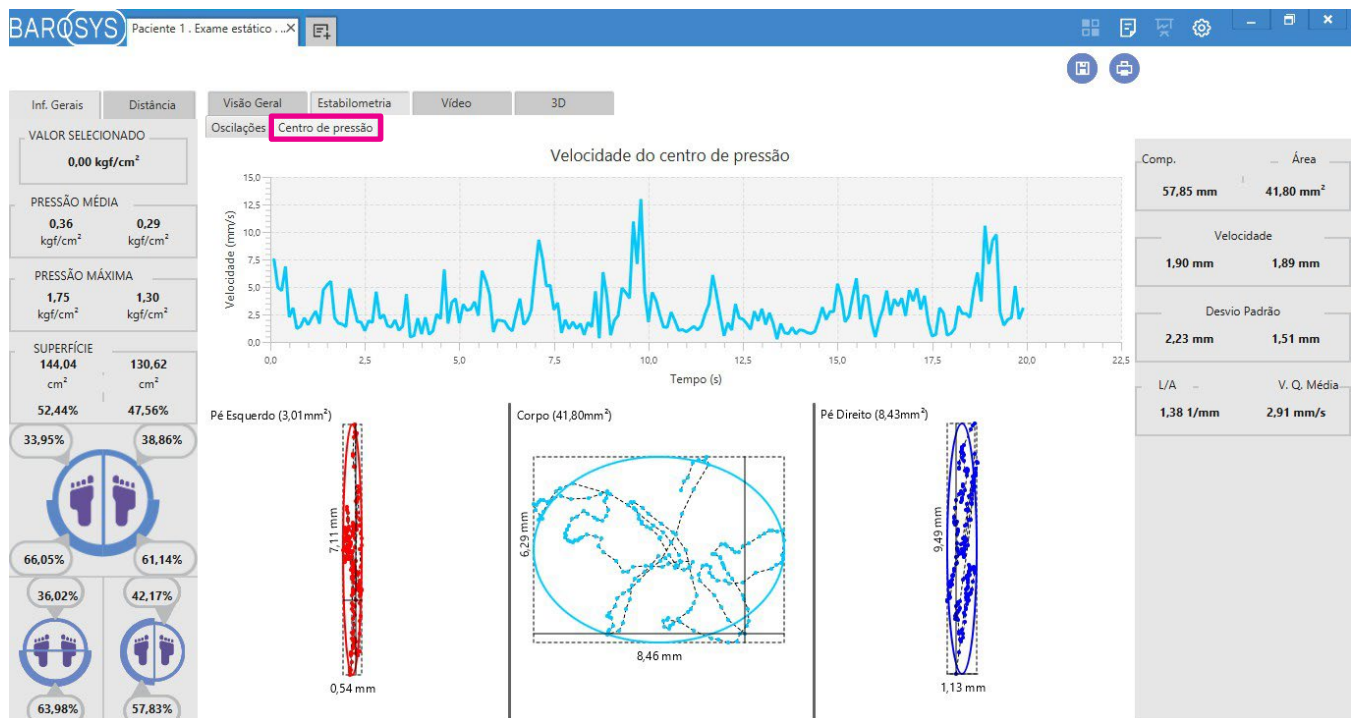 BAROSYS
Paciente 1 . Exame estático . ..X
Inf. Gerais
Distância
VALOR SELECIONADO
0,00 kgf/cm²
PRESSÃO MÉDIA
0,36 0,29
kgf/cm² kgf/cm²
PRESSÃO MÁXIMA
1,75 1,30
kgf/cm² kgf/cm²
SUPERFÍCIE
144,04 130,62
cm² cm²
52,44% 47,56%
33,95% 38,86%
66,05% 61,14%
36,02% 42,17%
63,98% 57,83%
Visão Geral
Estabilometria
Vídeo
3D
Oscilações
Centro de pressão
Velocidade do centro de pressão
Velocidade (mm/s)
15,0
12,5
10,0
7,5
5,0
2,5
0,0
0,0 2,5 5,0 7,5 10,0 12,5 15,0 17,5 20,0 22,5
Tempo (s)
Pé Esquerdo (3,01mm²)
7,11 mm
0,54 mm
Corpo (41,80mm²)
6,29 mm
8,46 mm
Pé Direito (8,43mm²)
9,49 mm
1,13 mm
Comp. Área
57,85 mm 41,80 mm²
Velocidade
1,90 mm 1,89 mm
Desvio Padrão
2,23 mm 1,51 mm
L/A V. Q. Média
1,38 1/mm 2,91 mm/s